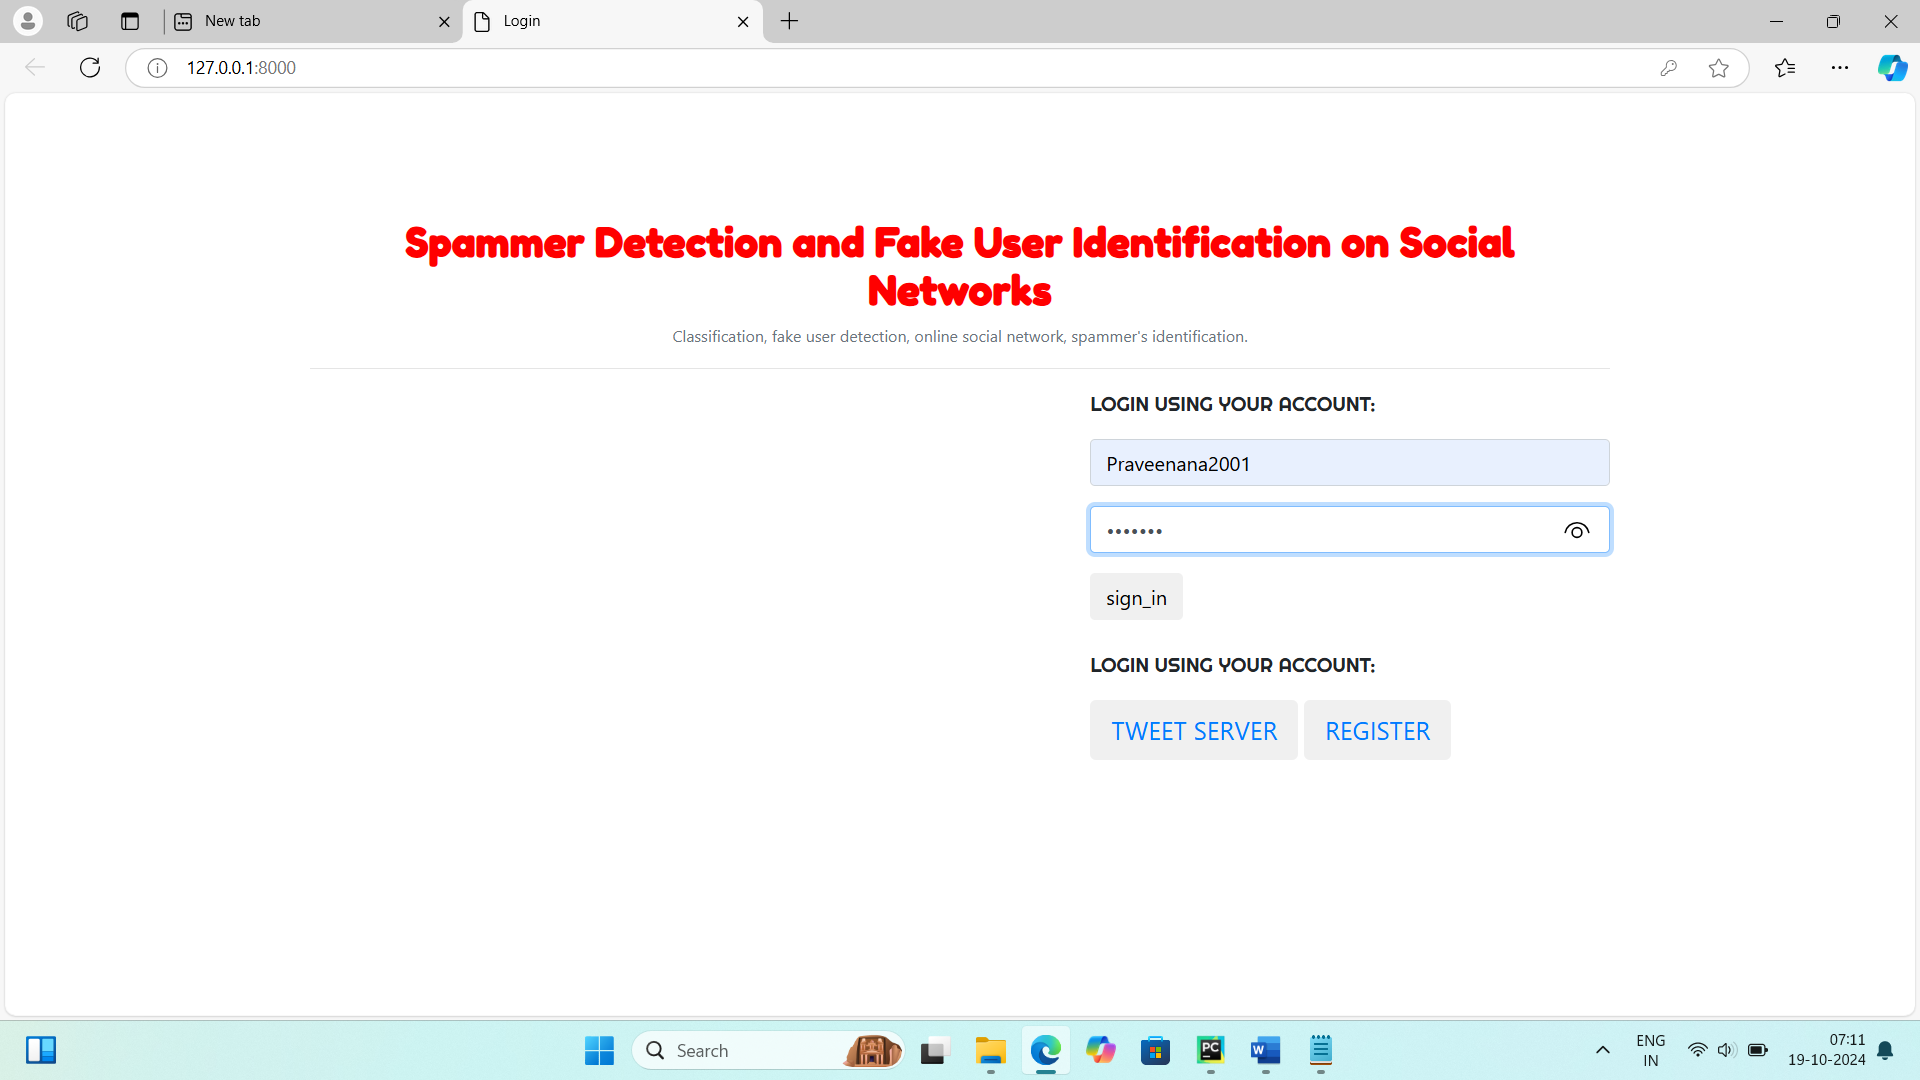 New tab
Login
127.0.0.1:8000
Spammer Detection and Fake User Identification on Social
Networks
Classification, fake user detection, online social network, spammer's identification.
LOGIN USING YOUR ACCOUNT:
Praveenana2001
•••••••
sign_in
LOGIN USING YOUR ACCOUNT:
TWEET SERVER REGISTER
Search
PC
W
ENG
IN
07:11
19-10-2024